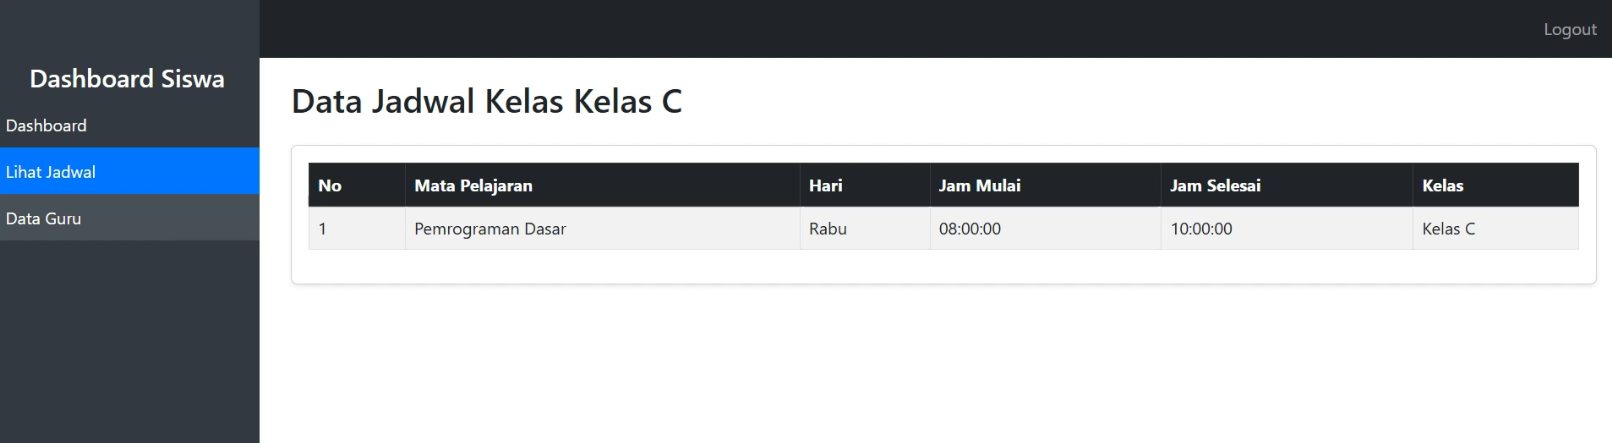 Logout
Dashboard Siswa
Dashboard
Lihat Jadwal
Data Guru
Data Jadwal Kelas Kelas C
No Mata Pelajaran Hari Jam Mulai Jam Selesai Kelas
1 Pemrograman Dasar Rabu 08:00:00 10:00:00 Kelas C